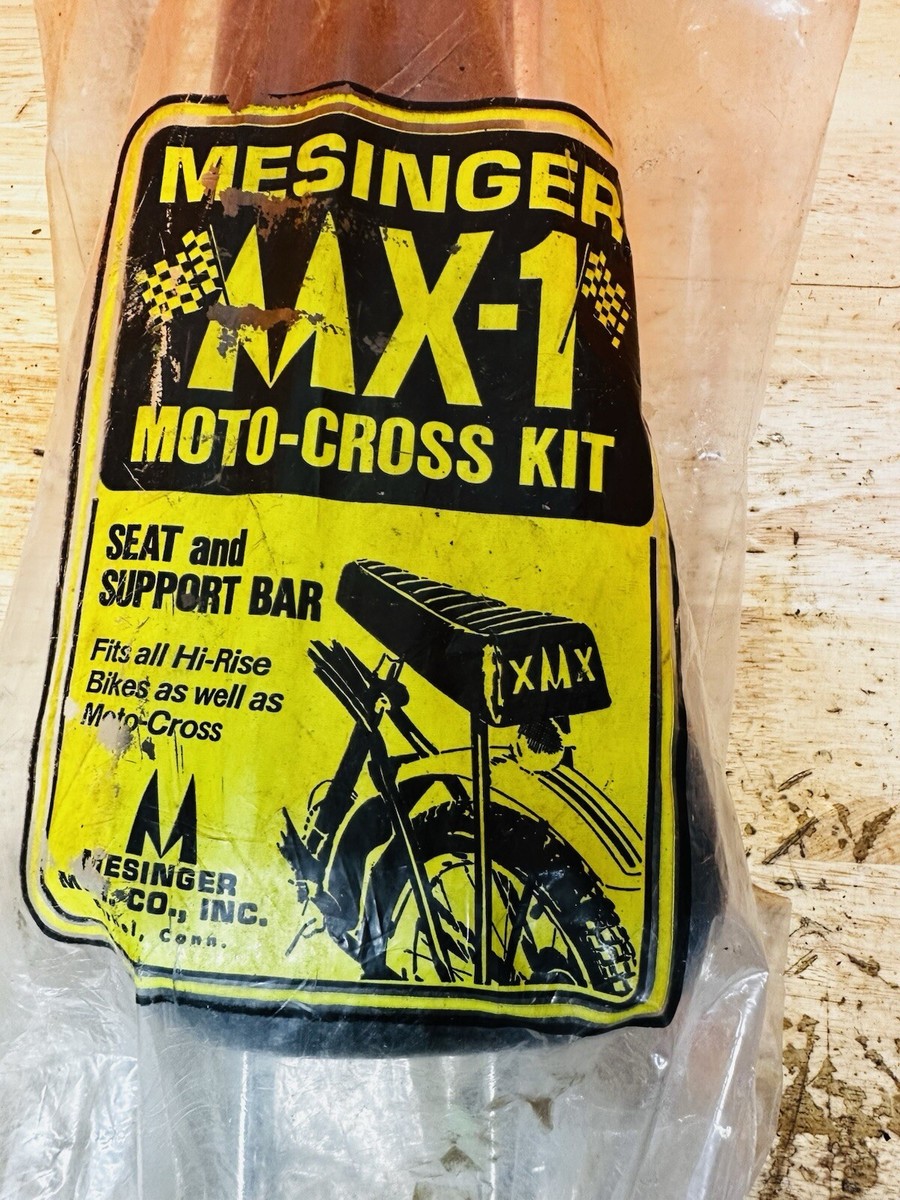 MESINGER
MX-1
MOTO-CROSS KIT
SEAT and
SUPPORT BAR
Fits all Hi-Rise
Bikes as well as
Moto-Cross
XMX
MESINGER
CO., INC.
Conn.